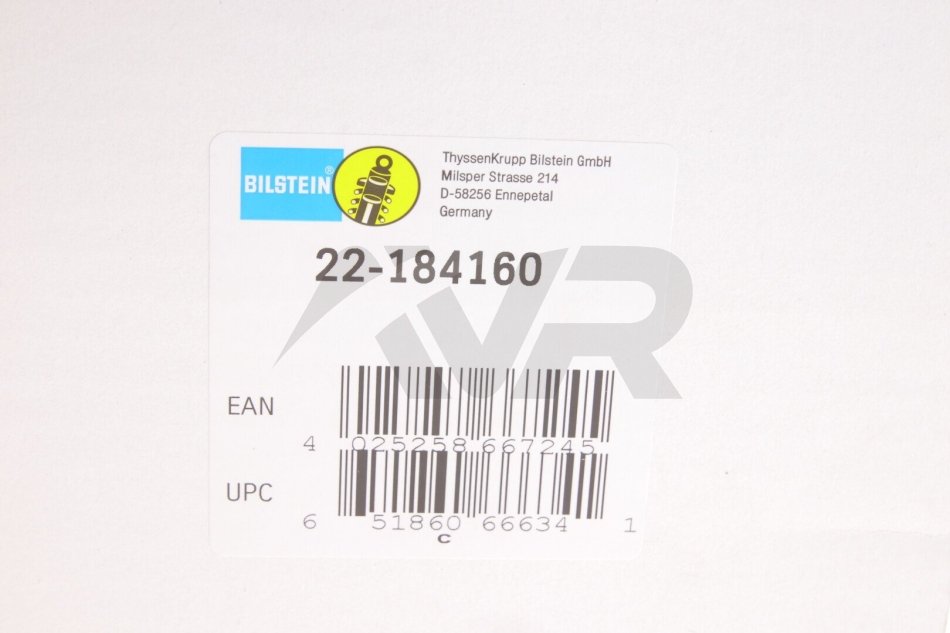 BILSTEIN®
ThyssenKrupp Bilstein GmbH
Milsper Strasse 214
D-58256 Ennepetal
Germany
22-184160
VR
EAN
4 025258 667245
UPC
6 51860 66634 1
C